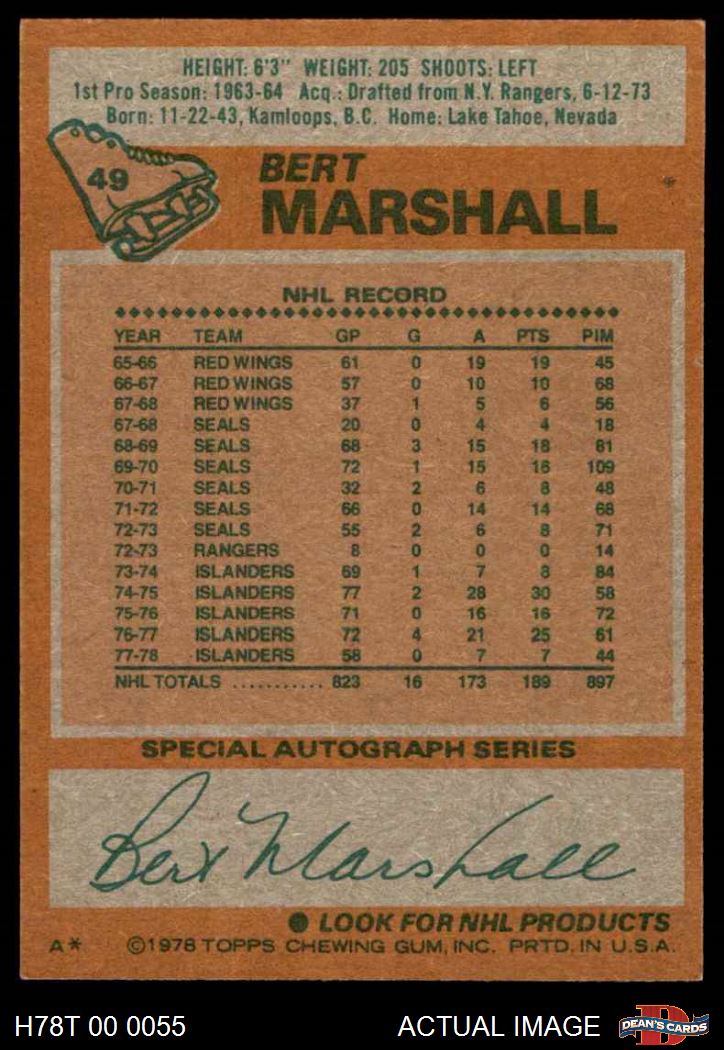 HEIGHT: 6'3" WEIGHT: 205 SHOOTS: LEFT
1st Pro Season: 1963-64 Acq.: Drafted from N.Y. Rangers, 6-12-73
Born: 11-22-43, Kamloops, B.C. Home: Lake Tahoe, Nevada
49
BERT
MARSHALL
NHL RECORD
YEAR TEAM GP G A PTS PIM
65-66 RED WINGS 61 0 19 19 45
66-67 RED WINGS 57 0 10 10 68
67-68 RED WINGS 37 1 5 6 56
67-68 SEALS 20 0 4 4 18
68-69 SEALS 68 3 15 18 81
69-70 SEALS 72 1 15 16 109
70-71 SEALS 32 2 6 8 48
71-72 SEALS 66 0 14 14 68
72-73 SEALS 55 2 6 8 71
72-73 RANGERS 8 0 0 0 14
73-74 ISLANDERS 69 1 7 8 84
74-75 ISLANDERS 77 2 28 30 58
75-76 ISLANDERS 71 0 16 16 72
76-77 ISLANDERS 72 4 21 25 61
77-78 ISLANDERS 58 0 7 7 44
NHL TOTALS ........... 823 16 173 189 897
SPECIAL AUTOGRAPH SERIES
Bert Marshall
● LOOK FOR NHL PRODUCTS
A* ©1978 TOPPS CHEWING GUM, INC. PRTD. IN U.S.A.
H78T 00 0055 ACTUAL IMAGE
D
DEAN'S CARDS